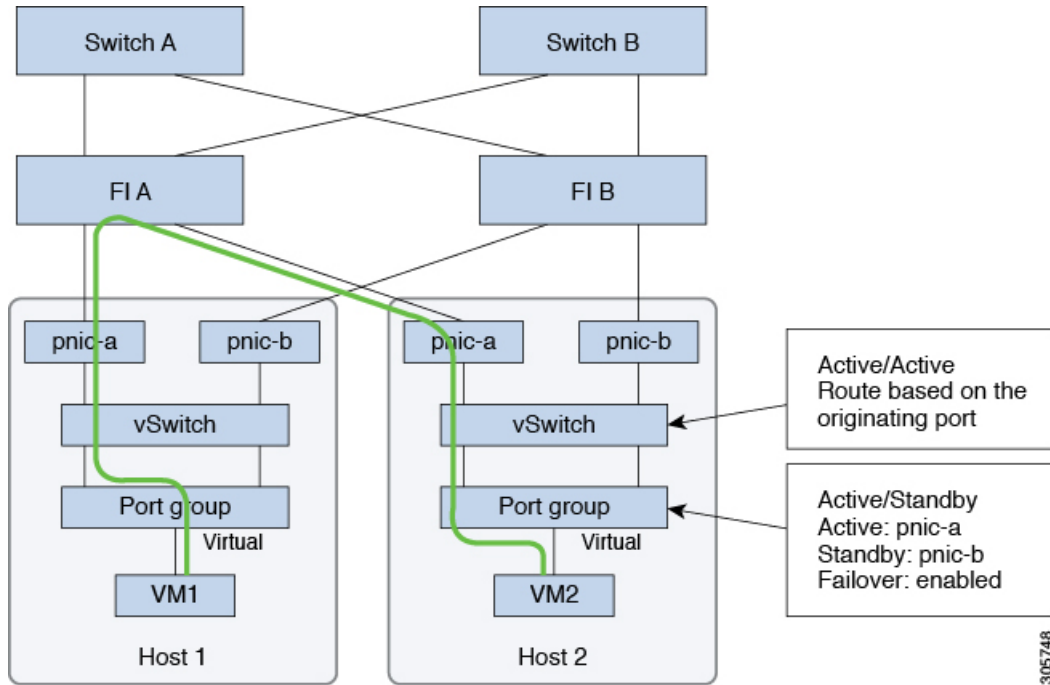 Switch A
Switch B
FI A
FI B
pnic-a
pnic-b
pnic-a
pnic-b
vSwitch
vSwitch
Port group
Port group
Virtual
Virtual
VM1
VM2
Host 1
Host 2
Active/Active
Route based on the
originating port
Active/Standby
Active: pnic-a
Standby: pnic-b
Failover: enabled
305748